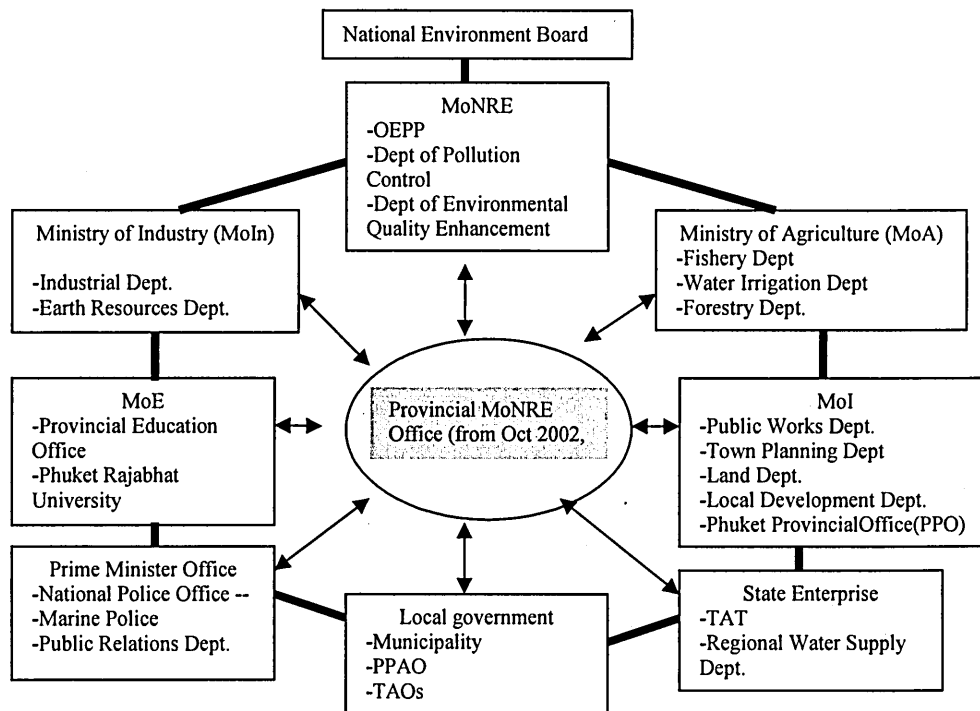 National Environment Board
MoNRE
-OEPP
-Dept of Pollution
Control
-Dept of Environmental
Quality Enhancement
Ministry of Industry (MoIn)
-Industrial Dept.
-Earth Resources Dept.
Ministry of Agriculture (MoA)
-Fishery Dept
-Water Irrigation Dept
-Forestry Dept.
MoE
-Provincial Education
Office
-Phuket Rajabhat
University
Provincial MoNRE
Office (from Oct 2002,
MoI
-Public Works Dept.
-Town Planning Dept
-Land Dept.
-Local Development Dept.
-Phuket ProvincialOffice(PPO)
Prime Minister Office
-National Police Office --
-Marine Police
-Public Relations Dept.
Local government
-Municipality
-PPAO
-TAOs
State Enterprise
-TAT
-Regional Water Supply
Dept.